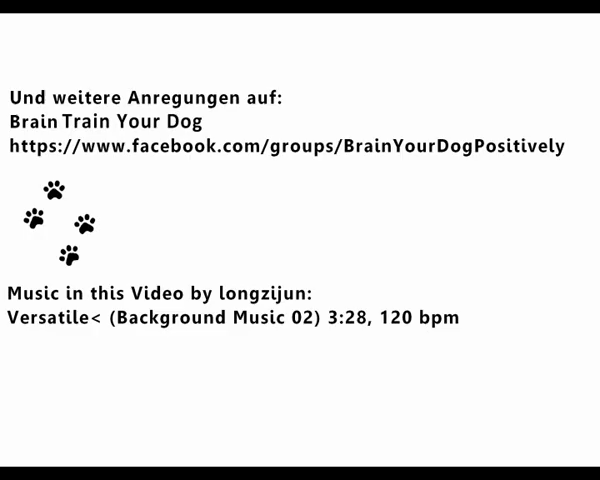 Und weitere Anregungen auf:
Brain Train Your Dog
https://www.facebook.com/groups/BrainYourDogPositively
Music in this Video by longzijun:
Versatile< (Background Music 02) 3:28, 120 bpm